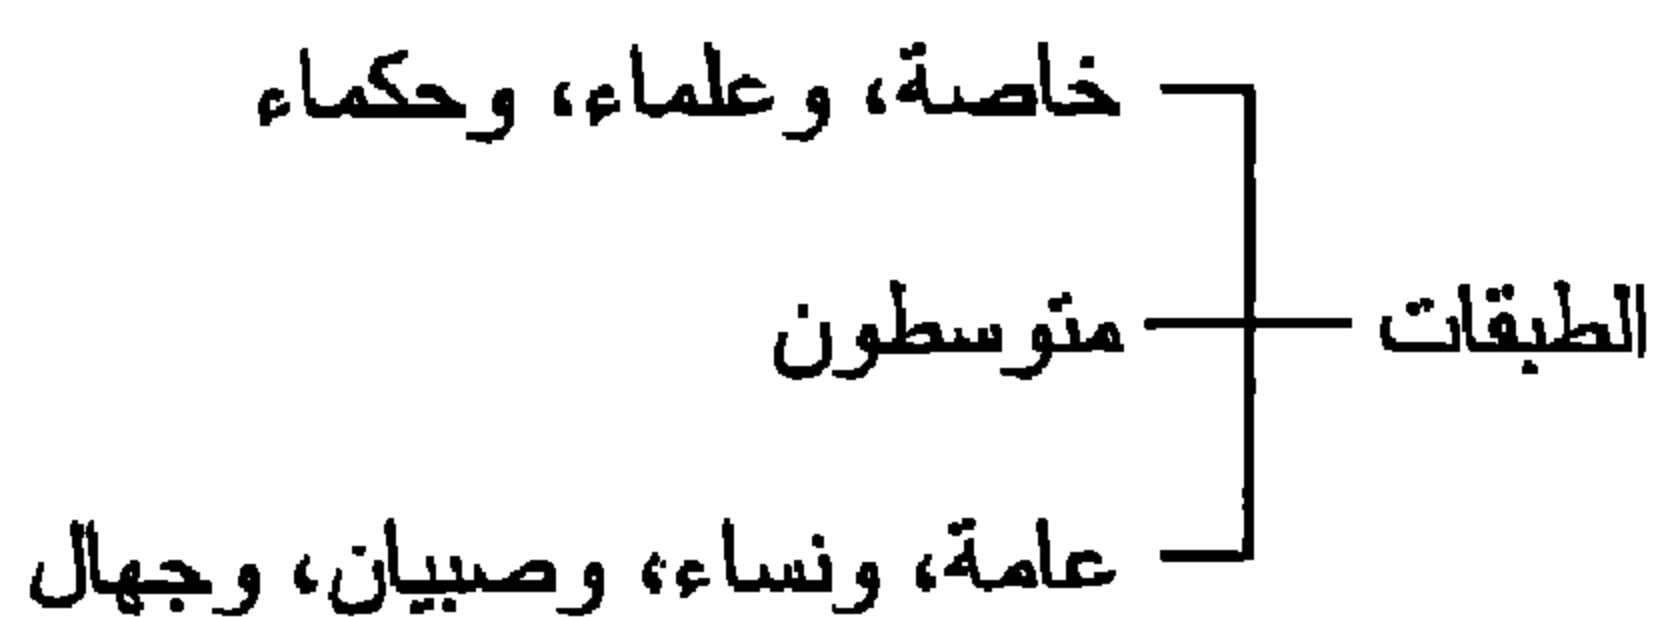 خاصة، وعلماء، وحكماء
الطبقات
متوسطون
عامة، ونساء، وصبيان، وجهال